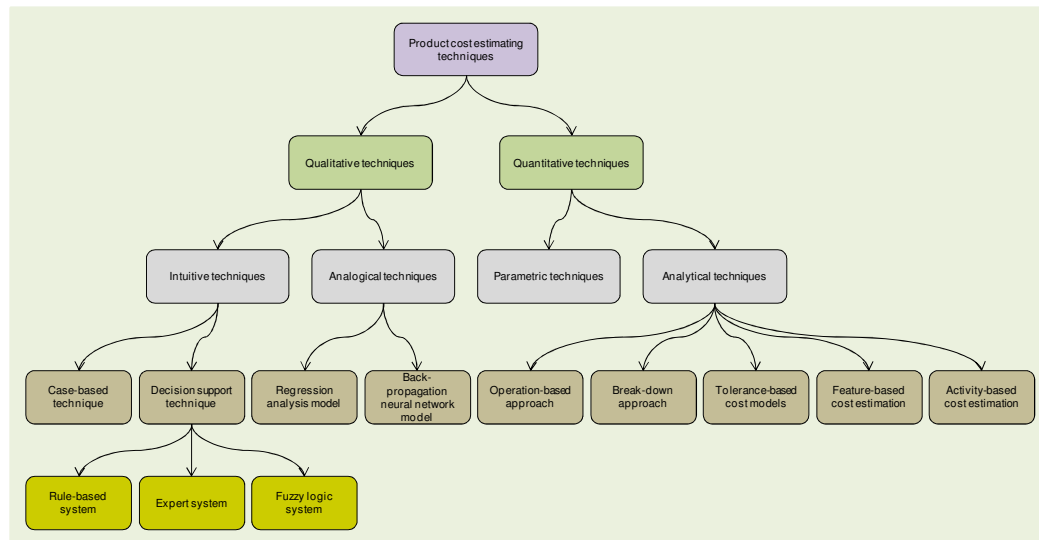 Product cost estimating
techniques
Qualitative techniques
Quantitative techniques
Intuitive techniques
Analogical techniques
Parametric techniques
Analytical techniques
Case-based
technique
Decision support
technique
Regression
analysis model
Back-
propagation
neural network
model
Operation-based
approach
Break-down
approach
Tolerance-based
cost models
Feature-based
cost estimation
Activity-based
cost estimation
Rule-based
system
Expert system
Fuzzy logic
system